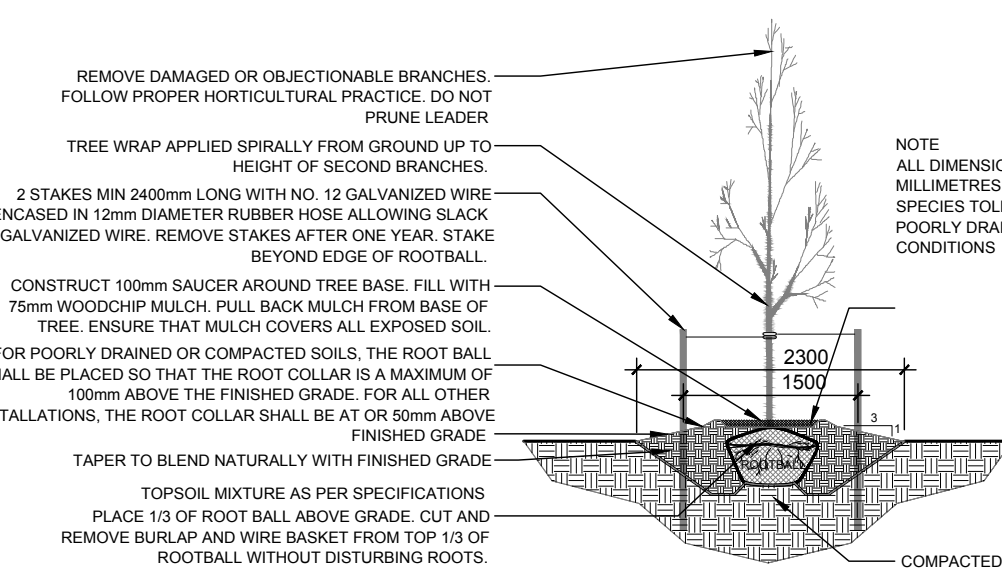 REMOVE DAMAGED OR OBJECTIONABLE BRANCHES.
FOLLOW PROPER HORTICULTURAL PRACTICE. DO NOT
PRUNE LEADER
TREE WRAP APPLIED SPIRALLY FROM GROUND UP TO
HEIGHT OF SECOND BRANCHES.
2 STAKES MIN 2400mm LONG WITH NO. 12 GALVANIZED WIRE
ENCASED IN 12mm DIAMETER RUBBER HOSE ALLOWING SLACK
GALVANIZED WIRE. REMOVE STAKES AFTER ONE YEAR. STAKE
BEYOND EDGE OF ROOTBALL.
CONSTRUCT 100mm SAUCER AROUND TREE BASE. FILL WITH
75mm WOODCHIP MULCH. PULL BACK MULCH FROM BASE OF
TREE. ENSURE THAT MULCH COVERS ALL EXPOSED SOIL.
FOR POORLY DRAINED OR COMPACTED SOILS, THE ROOT BALL
BE PLACED SO THAT THE ROOT COLLAR IS A MAXIMUM OF
100mm ABOVE THE FINISHED GRADE. FOR ALL OTHER
THE ROOT COLLAR SHALL BE AT OR 50mm ABOVE
FINISHED GRADE
TAPER TO BLEND NATURALLY WITH FINISHED GRADE
TOPSOIL MIXTURE AS PER SPECIFICATIONS
PLACE 1/3 OF ROOT BALL ABOVE GRADE. CUT AND
REMOVE BURLAP AND WIRE BASKET FROM TOP 1/3 OF
ROOTBALL WITHOUT DISTURBING ROOTS.
NOTE
ALL
MILLIMETRES
SPECIES
POORLY
CONDITIONS
2300
1500
3
1
ROOTBALL
COMPACTED